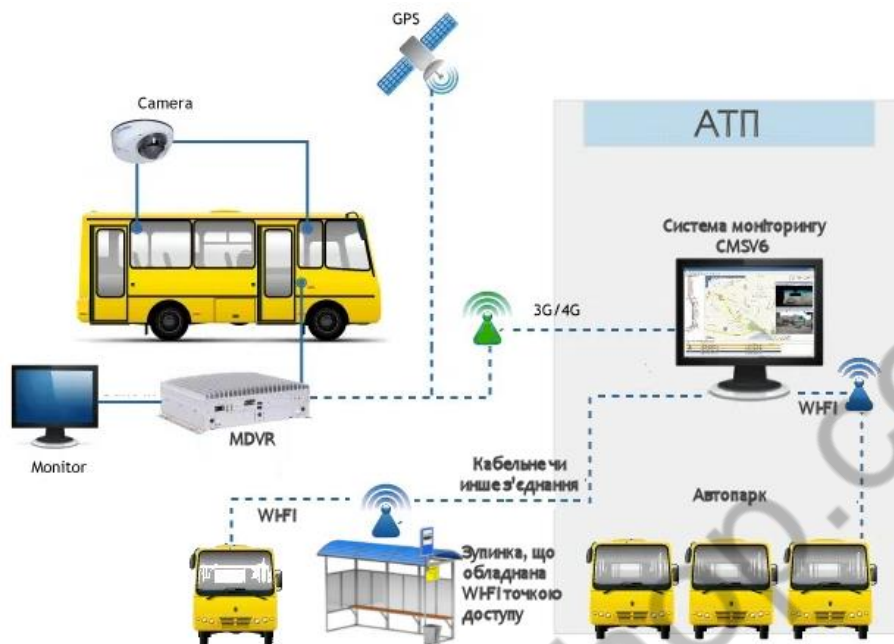 GPS
Camera
АТП
Система моніторингу
CMSV6
3G/4G
MDVR
Monitor
WI-FI
Кабельне чи
инше з'єднання
WI-FI
Автопарк
Зупинка, що
обладнана
WI-FI точкою
доступу